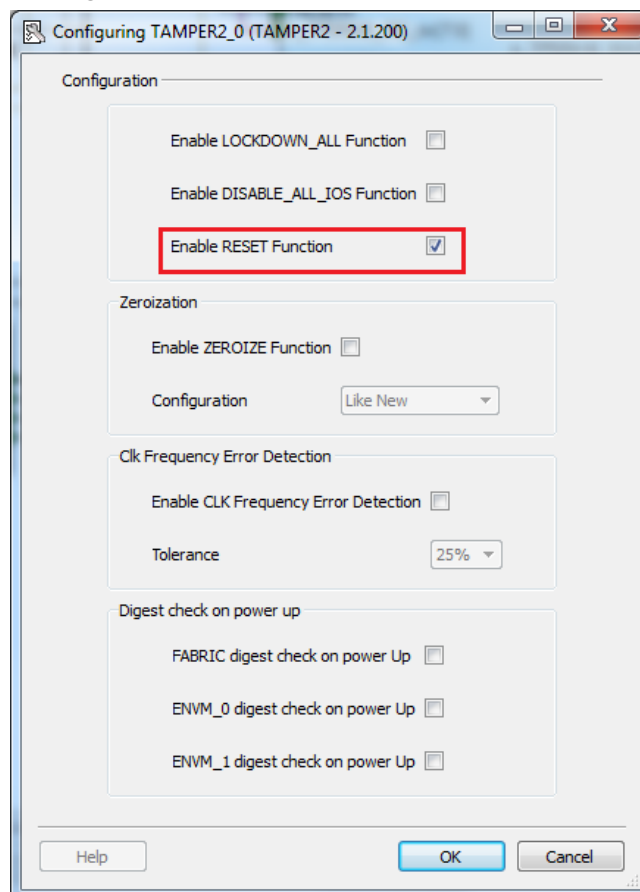 Configuring TAMPER2_0 (TAMPER2 - 2.1.200)
Configuration
Enable LOCKDOWN_ALL Function
Enable DISABLE_ALL_IOS Function
Enable RESET Function
Zeroization
Enable ZEROIZE Function
Configuration Like New
Clk Frequency Error Detection
Enable CLK Frequency Error Detection
Tolerance 25%
Digest check on power up
FABRIC digest check on power Up
ENVM_0 digest check on power Up
ENVM_1 digest check on power Up
Help OK Cancel